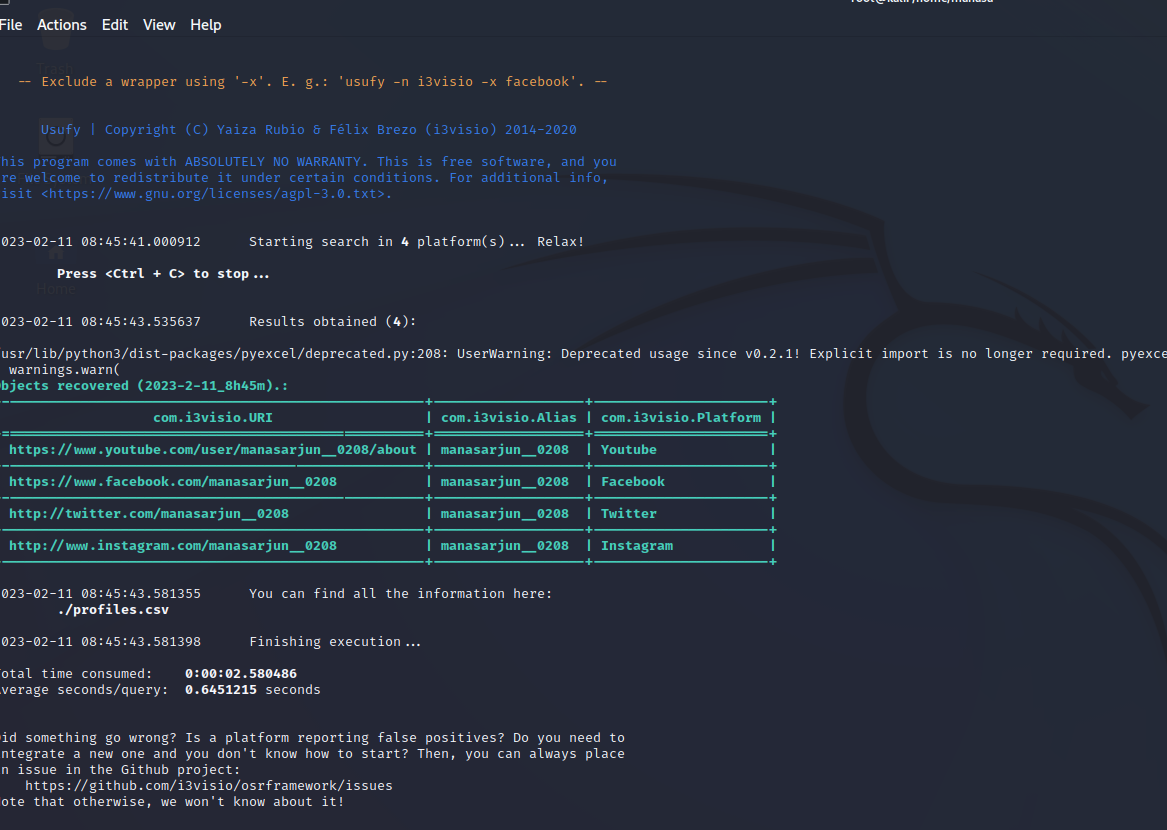 File Actions Edit View Help
-- Exclude a wrapper using '-x'. E. g.: 'usufy -n i3visio -x facebook'. --
Usufy | Copyright (C) Yaiza Rubio & Félix Brezo (i3visio) 2014-2020
his program comes with ABSOLUTELY NO WARRANTY. This is free software, and you
re welcome to redistribute it under certain conditions. For additional info,
isit <https://www.gnu.org/licenses/agpl-3.0.txt>.
023-02-11 08:45:41.000912 Starting search in 4 platform(s)... Relax!
Press <Ctrl + C> to stop...
Home
023-02-11 08:45:43.535637 Results obtained (4):
usr/lib/python3/dist-packages/pyexcel/deprecated.py:208: UserWarning: Deprecated usage since v0.2.1! Explicit import is no longer required. pyexce
warnings.warn(
bjects recovered (2023-2-11_8h45m).:
com.i3visio.URI | com.i3visio.Alias | com.i3visio.Platform |
https://www.youtube.com/user/manasarjun__0208/about | manasarjun__0208 | Youtube |
https://www.facebook.com/manasarjun__0208 | manasarjun__0208 | Facebook |
http://twitter.com/manasarjun__0208 | manasarjun__0208 | Twitter |
http://www.instagram.com/manasarjun__0208 | manasarjun__0208 | Instagram |
023-02-11 08:45:43.581355 You can find all the information here:
./profiles.csv
023-02-11 08:45:43.581398 Finishing execution...
otal time consumed: 0:00:02.580486
verage seconds/query: 0.6451215 seconds
id something go wrong? Is a platform reporting false positives? Do you need to
ntegrate a new one and you don't know how to start? Then, you can always place
n issue in the Github project:
https://github.com/i3visio/osrframework/issues
ote that otherwise, we won't know about it!